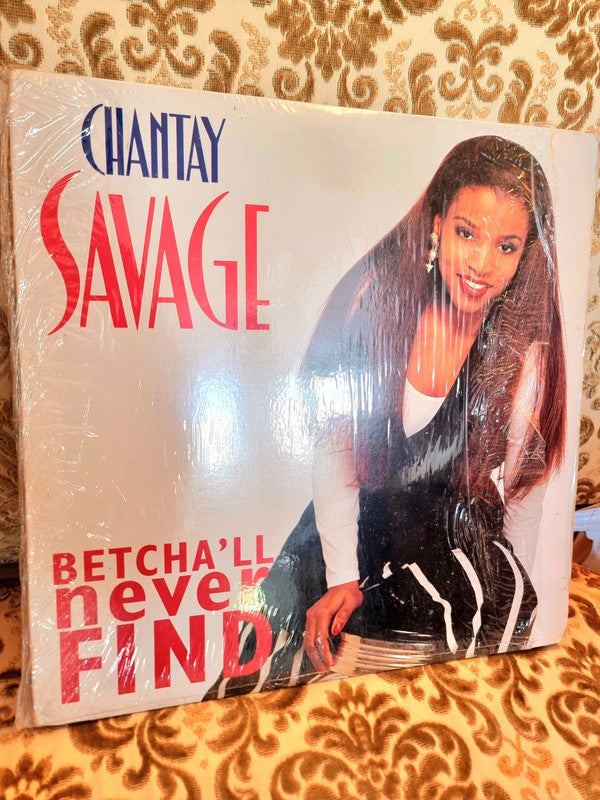 CHANTAY
SAVAGE
BETCHA'LL
never
FIND